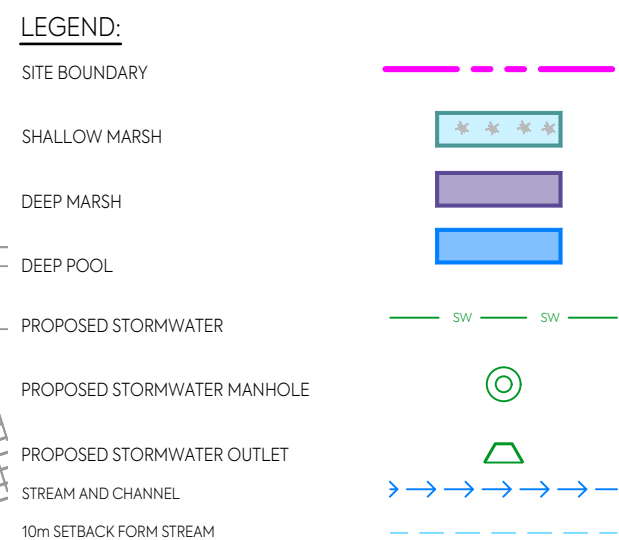 LEGEND:
SITE BOUNDARY
SHALLOW MARSH
DEEP MARSH
DEEP POOL
PROPOSED STORMWATER SW SW
PROPOSED STORMWATER MANHOLE
PROPOSED STORMWATER OUTLET
STREAM AND CHANNEL
10m SETBACK FORM STREAM